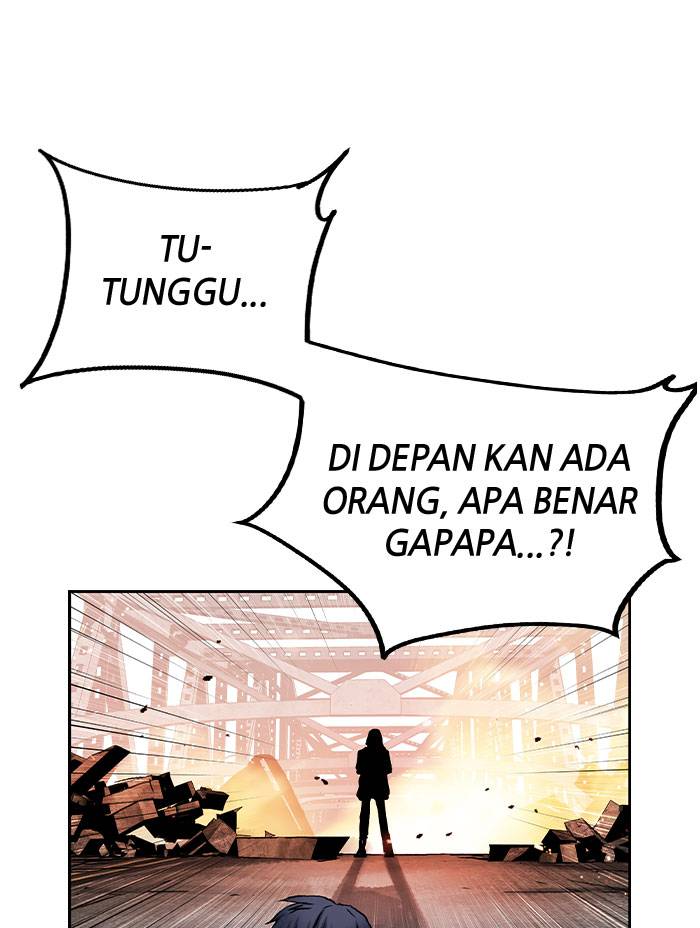 TU-
TUNGGU...
DI DEPAN KAN ADA
ORANG, APA BENAR
GAPAPA...?!